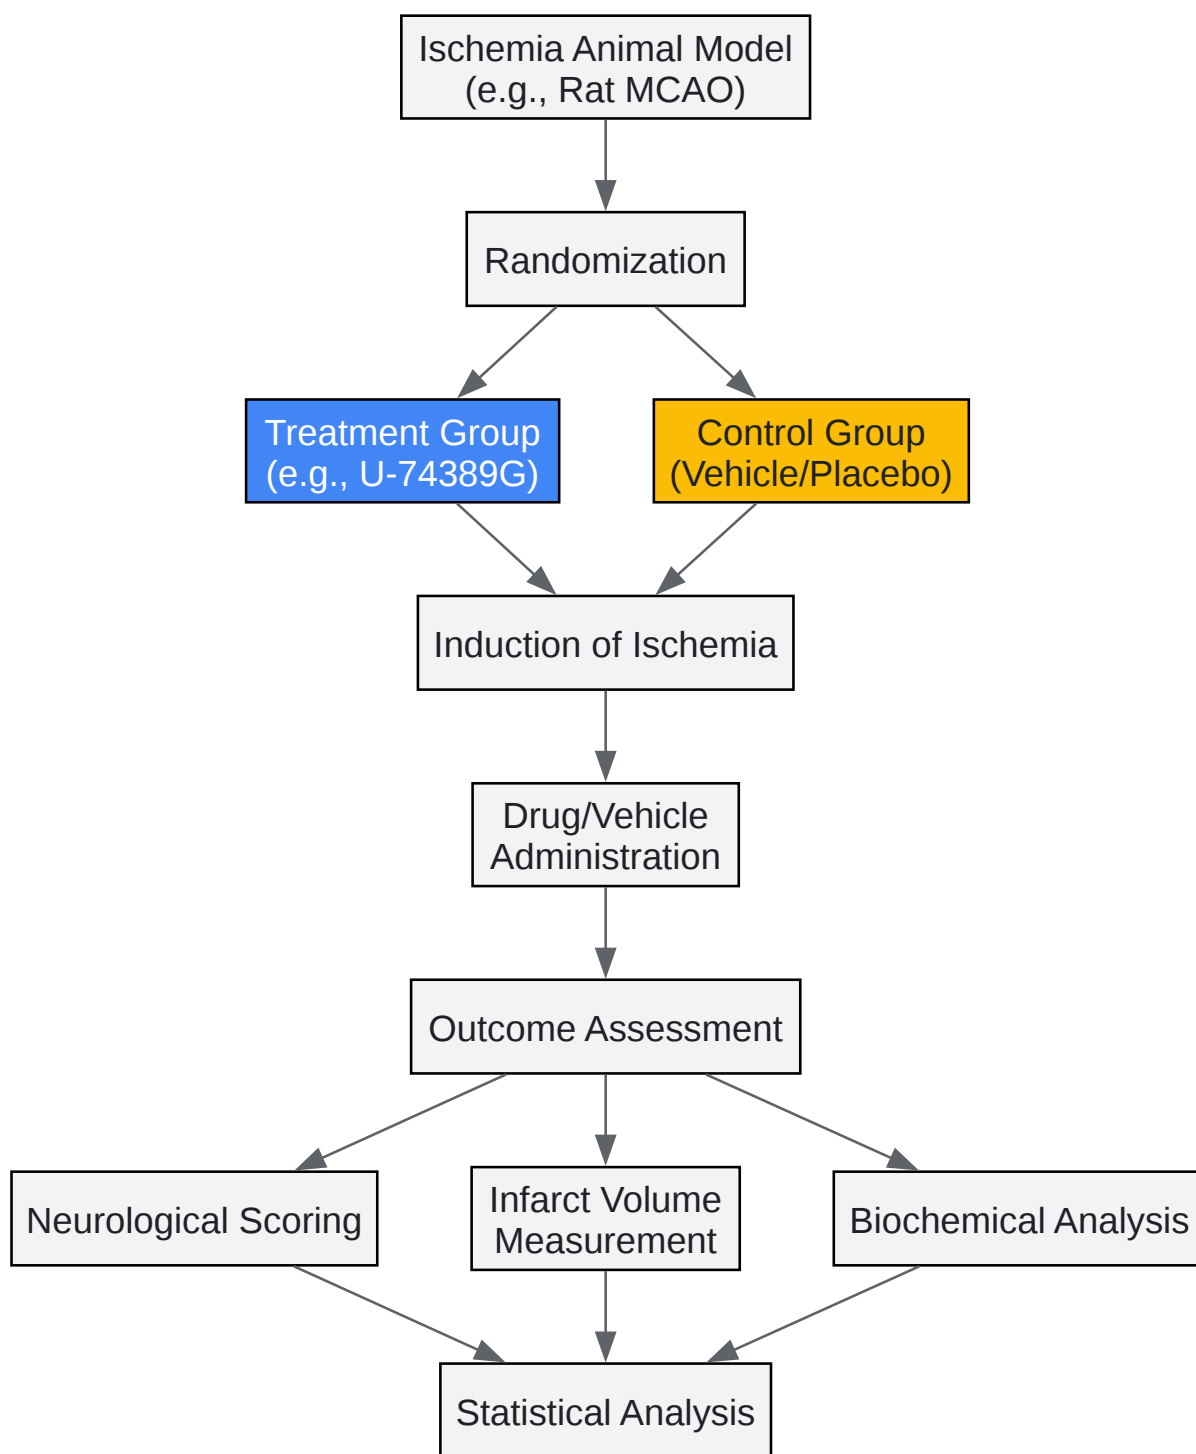 Ischemia Animal Model
(e.g., Rat MCAO)
Randomization
Treatment Group
(e.g., U-74389G)
Control Group
(Vehicle/Placebo)
Induction of Ischemia
Drug/Vehicle
Administration
Outcome Assessment
Neurological Scoring
Infarct Volume
Measurement
Biochemical Analysis
Statistical Analysis